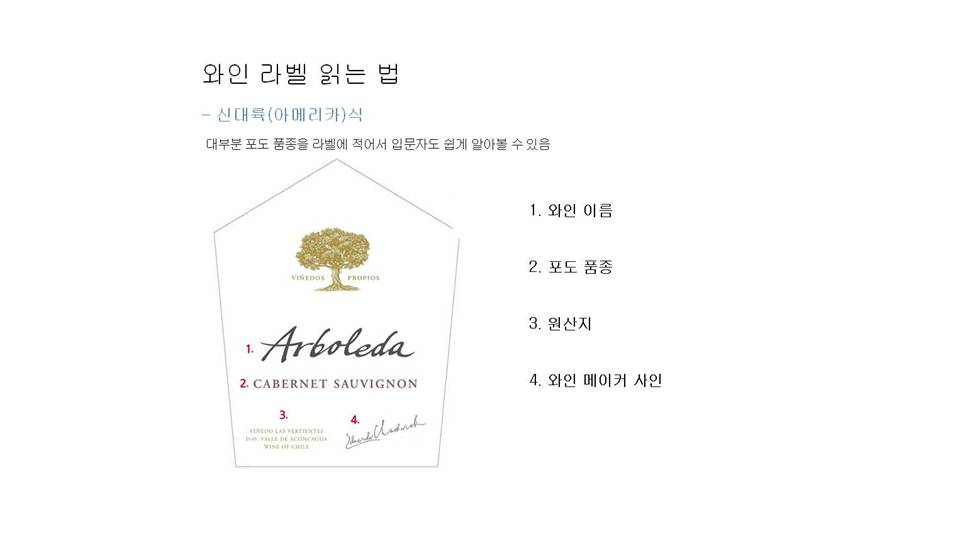 와인 라벨 읽는 법
– 신대륙(아메리카)식
대부분 포도 품종을 라벨에 적어서 입문자도 쉽게 알아볼 수 있음
VIÑEDOS PROPIOS
1. Arboleda
2. CABERNET SAUVIGNON
3.
VIÑEDO LAS VERTIENTES
D.O. VALLE DE ACONCAGUA
WINE OF CHILE
4.
1. 와인 이름
2. 포도 품종
3. 원산지
4. 와인 메이커 사인